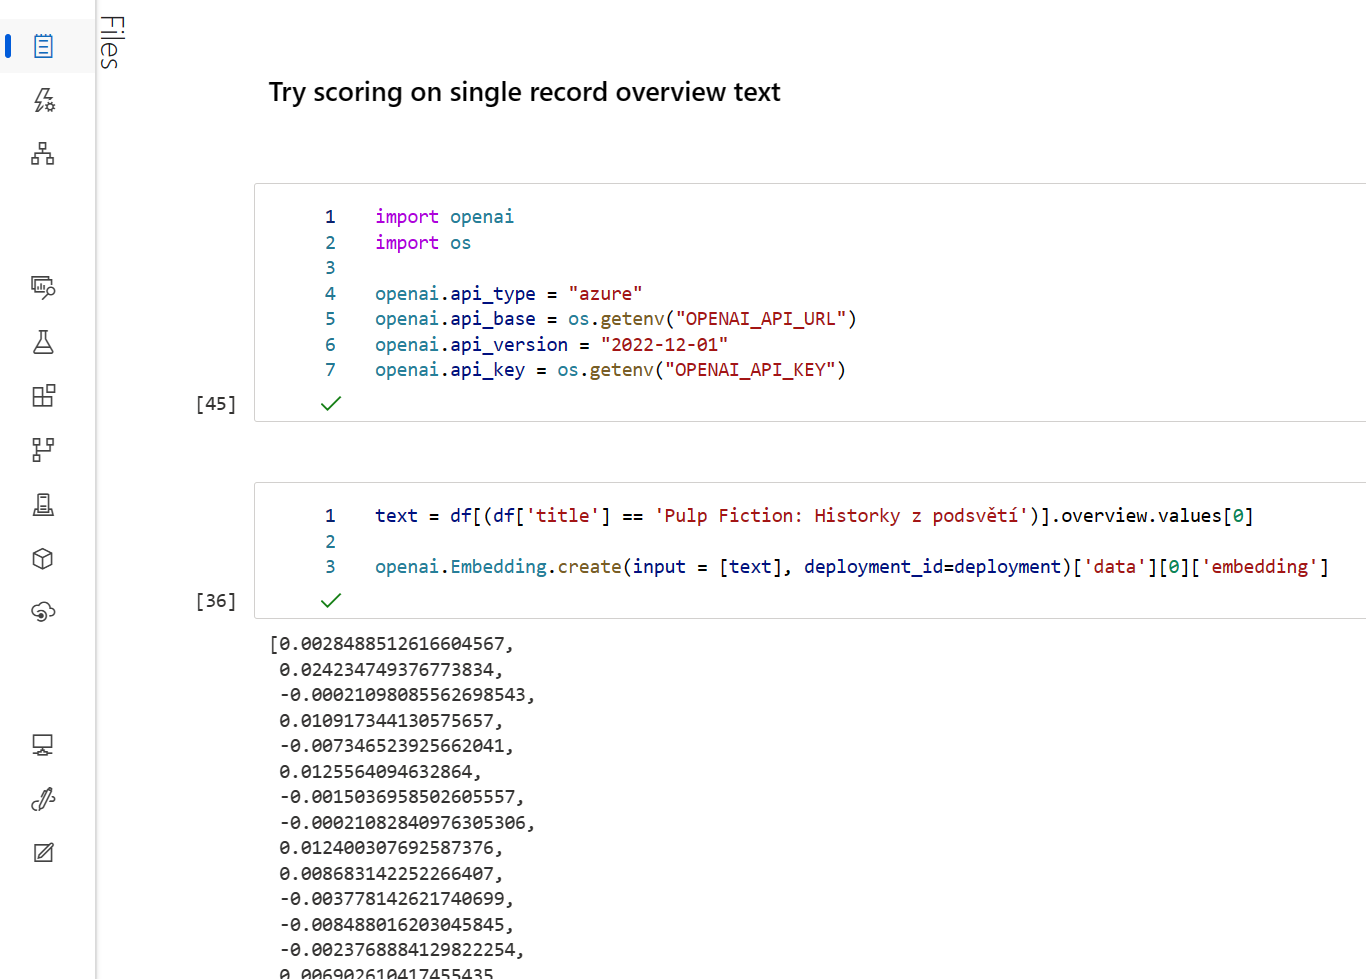 Files
Try scoring on single record overview text
1 import openai
2 import os
3
4 openai.api_type = "azure"
5 openai.api_base = os.getenv("OPENAI_API_URL")
6 openai.api_version = "2022-12-01"
7 openai.api_key = os.getenv("OPENAI_API_KEY")
[45]
1 text = df[(df['title'] == 'Pulp Fiction: Historky z podsvětí')].overview.values[0]
2
3 openai.Embedding.create(input = [text], deployment_id=deployment)['data'][0]['embedding']
[36]
[0.0028488512616604567,
0.024234749376773834,
-0.00021098085562698543,
0.010917344130575657,
-0.007346523925662041,
0.0125564094632864,
-0.0015036958502605557,
-0.00021082840976305306,
0.012400307692587376,
0.008683142252266407,
-0.003778142621740699,
-0.008488016203045845,
-0.0023768884129822254,
0.006902610417455435